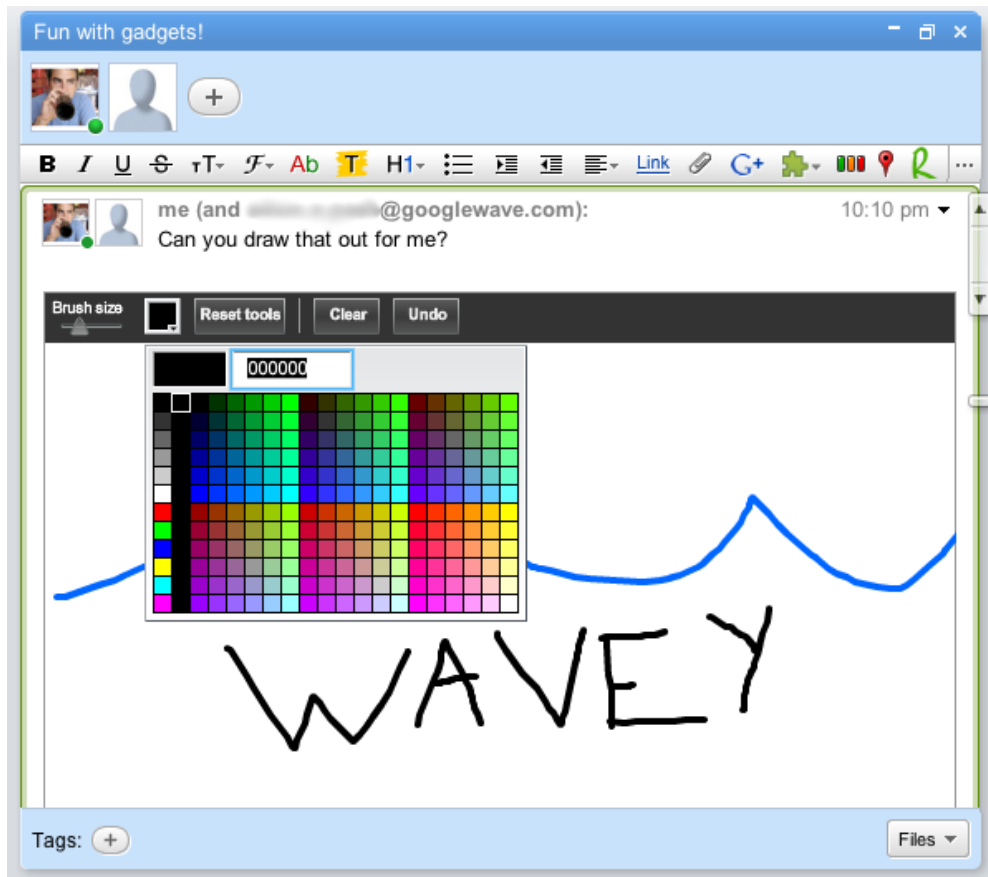 Fun with gadgets!
B I U S TT F Ab T H1 Link G+ R ...
me (and @googlewave.com): 10:10 pm
Can you draw that out for me?
Brush size Reset tools Clear Undo
000000
WAVEY
Tags: + Files